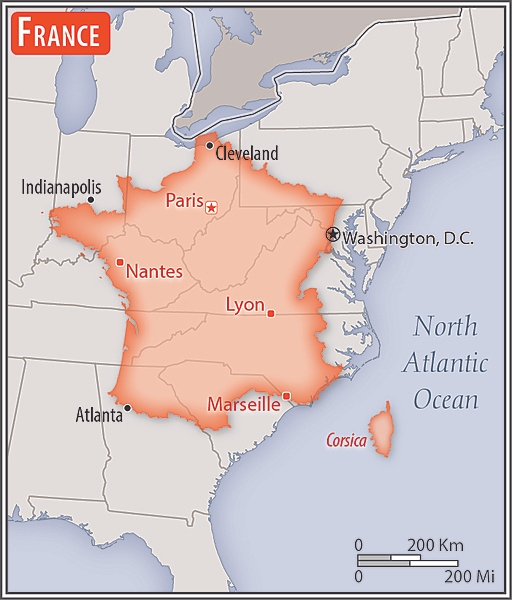 FRANCE
Cleveland
Indianapolis
Paris
Washington, D.C.
Nantes
Lyon
North
Atlantic
Ocean
Marseille
Atlanta
Corsica
0 200 Km
0 200 Mi